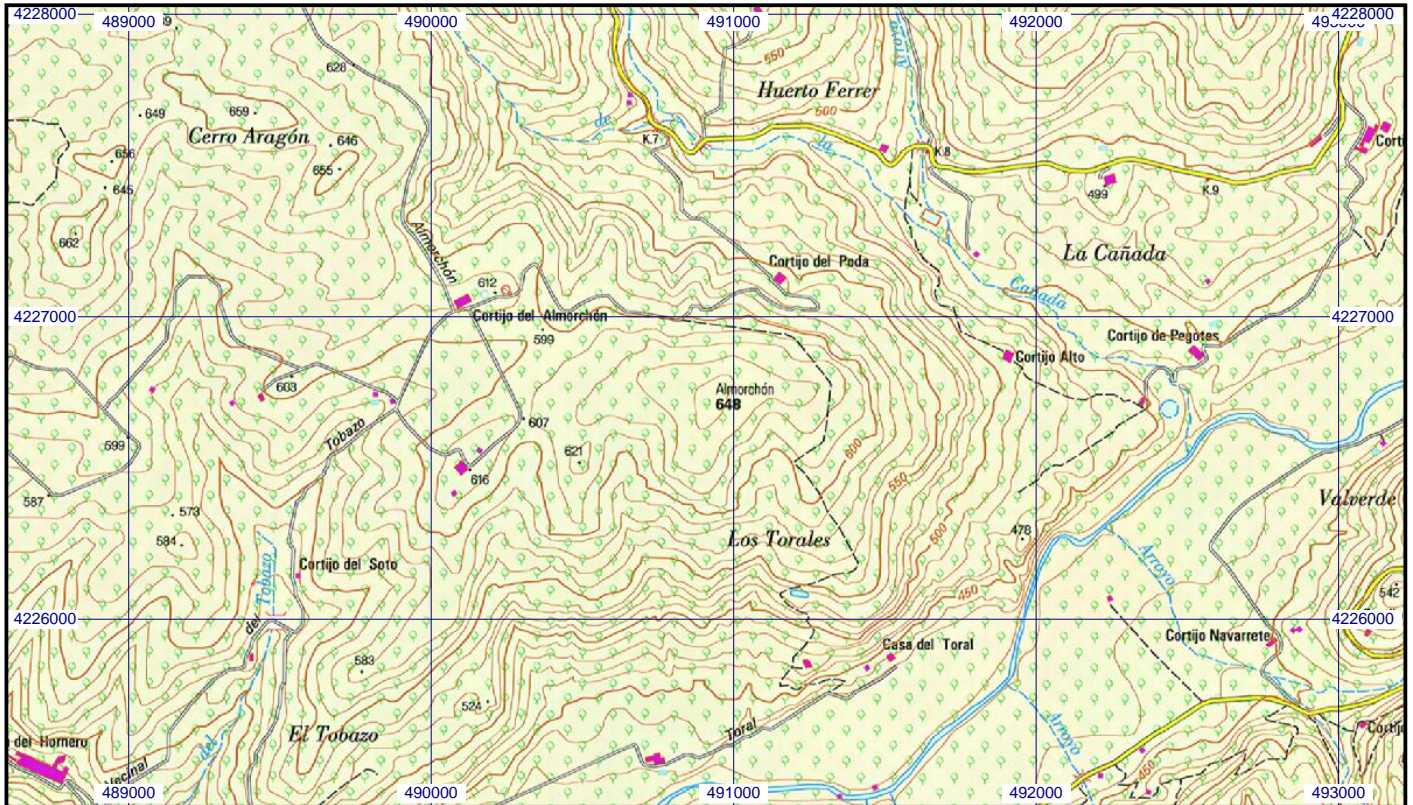 4228000
489000
490000
491000
492000
4228000
628
550
Arroyo
649
659
Huerto Ferrer
600
de
Cerro Aragón
646
K.7
la
K.8
656
655
645
499
K.9
662
Almorchón
Cortijo del Poda
La Cañada
612
Cañada
4227000
Cortijo del Almorchón
4227000
599
Cortijo de Pegotes
Cortijo Alto
603
Almorchón
648
607
Tobazo
599
621
600
616
550
587
573
Valverde
584
Los Torales
500
478
Tobazo
Cortijo del Soto
Arroyo
450
542
4226000
4226000
del
Casa del Toral
Cortijo Navarrete
583
524
Toral
Arroyo
El Tobazo
del Hornero
del
Vecinal
450
489000
490000
491000
492000
493000